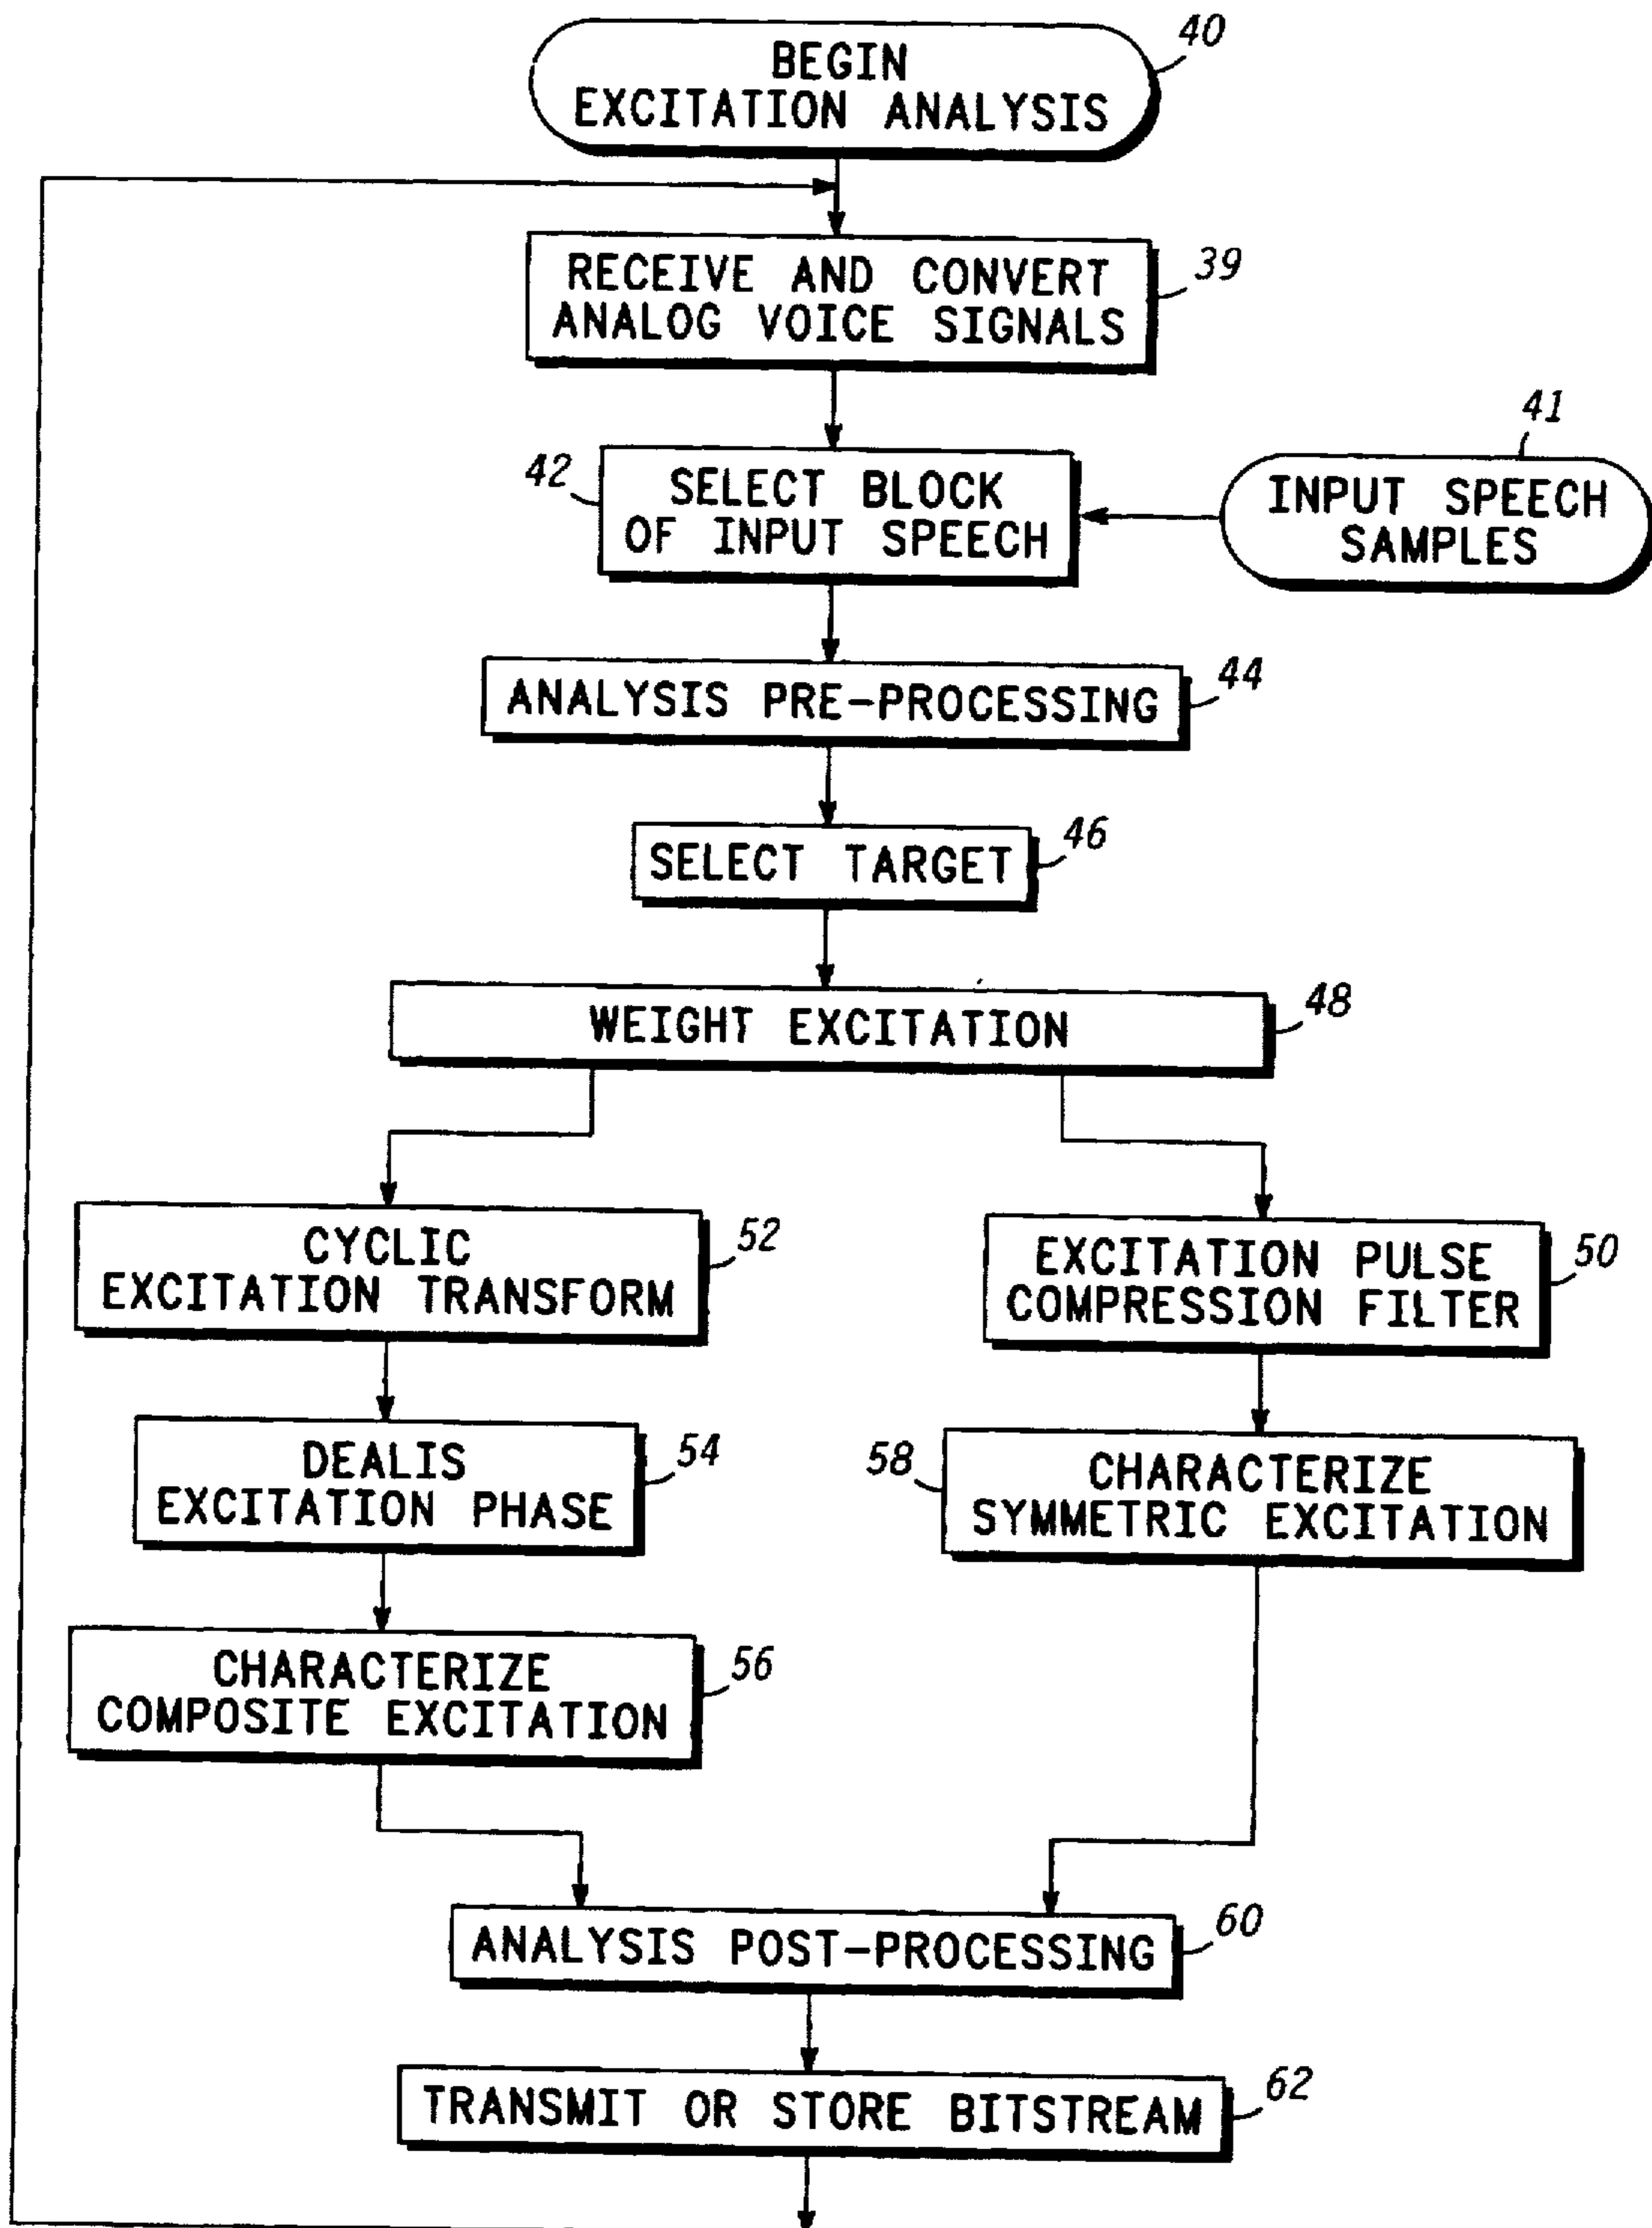 BEGIN
EXCITATION ANALYSIS
40
RECEIVE AND CONVERT
ANALOG VOICE SIGNALS
39
42
SELECT BLOCK
OF INPUT SPEECH
41
INPUT SPEECH
SAMPLES
ANALYSIS PRE-PROCESSING
44
SELECT TARGET
46
WEIGHT EXCITATION
48
CYCLIC
EXCITATION TRANSFORM
52
EXCITATION PULSE
COMPRESSION FILTER
50
DEALIS
EXCITATION PHASE
54
58
CHARACTERIZE
SYMMETRIC EXCITATION
CHARACTERIZE
COMPOSITE EXCITATION
56
ANALYSIS POST-PROCESSING
60
TRANSMIT OR STORE BITSTREAM
62